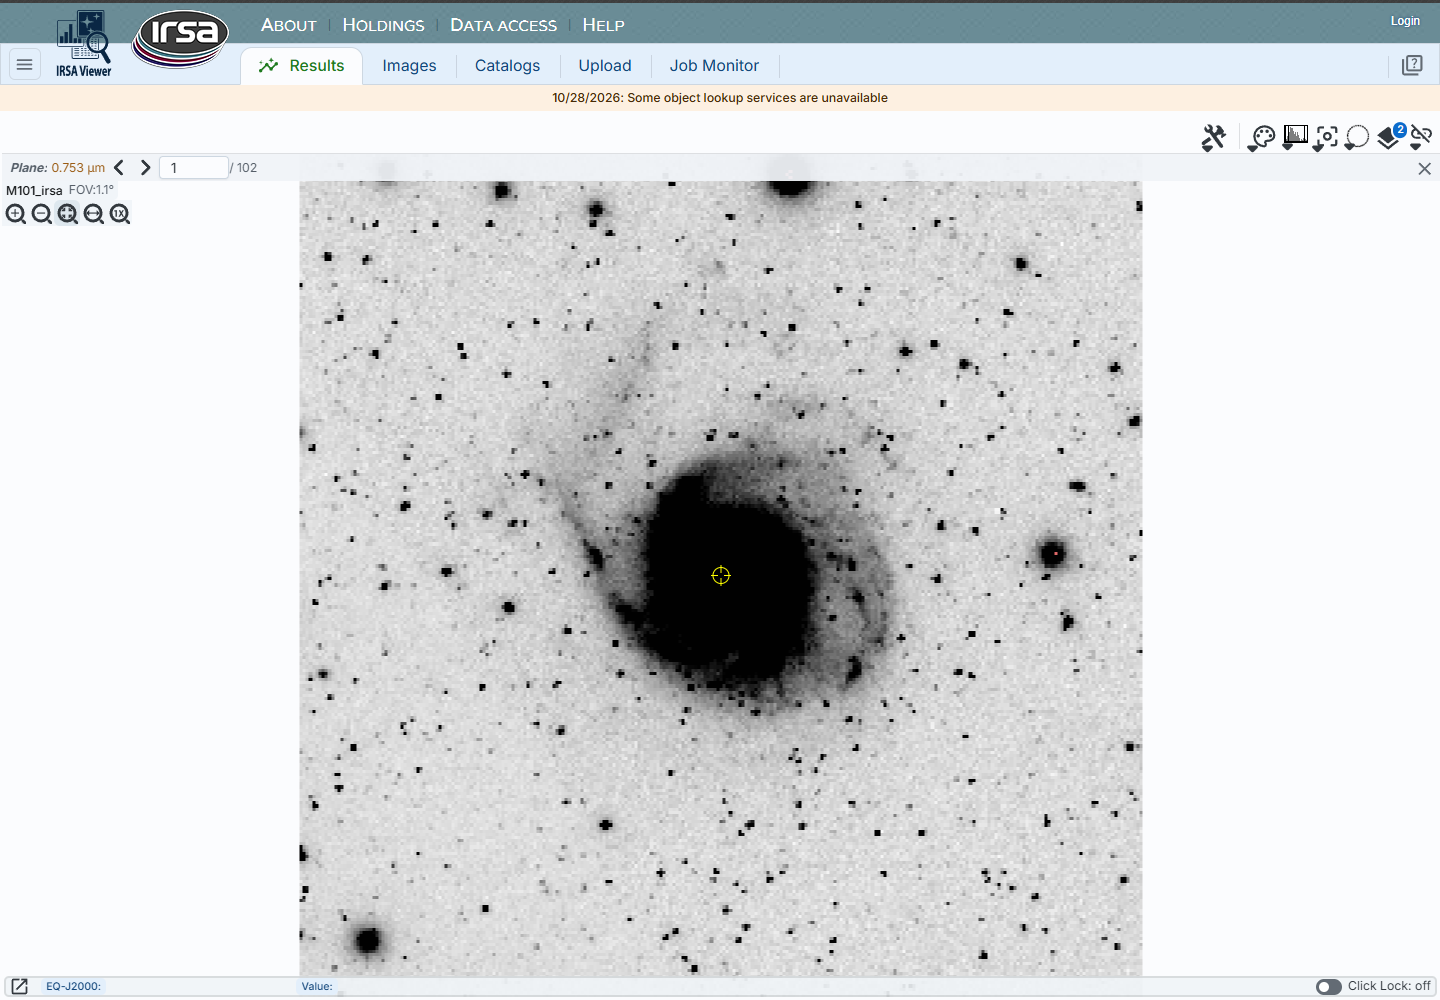 ABOUT HOLDINGS DATA ACCESS HELP Login
irsa
IRSA Viewer
Results Images Catalogs Upload Job Monitor
10/28/2026: Some object lookup services are unavailable
2
Plane: 0.753 µm 1 / 102
M101_irsa FOV:1.1°
1X
EQ-J2000: Value: Click Lock: off